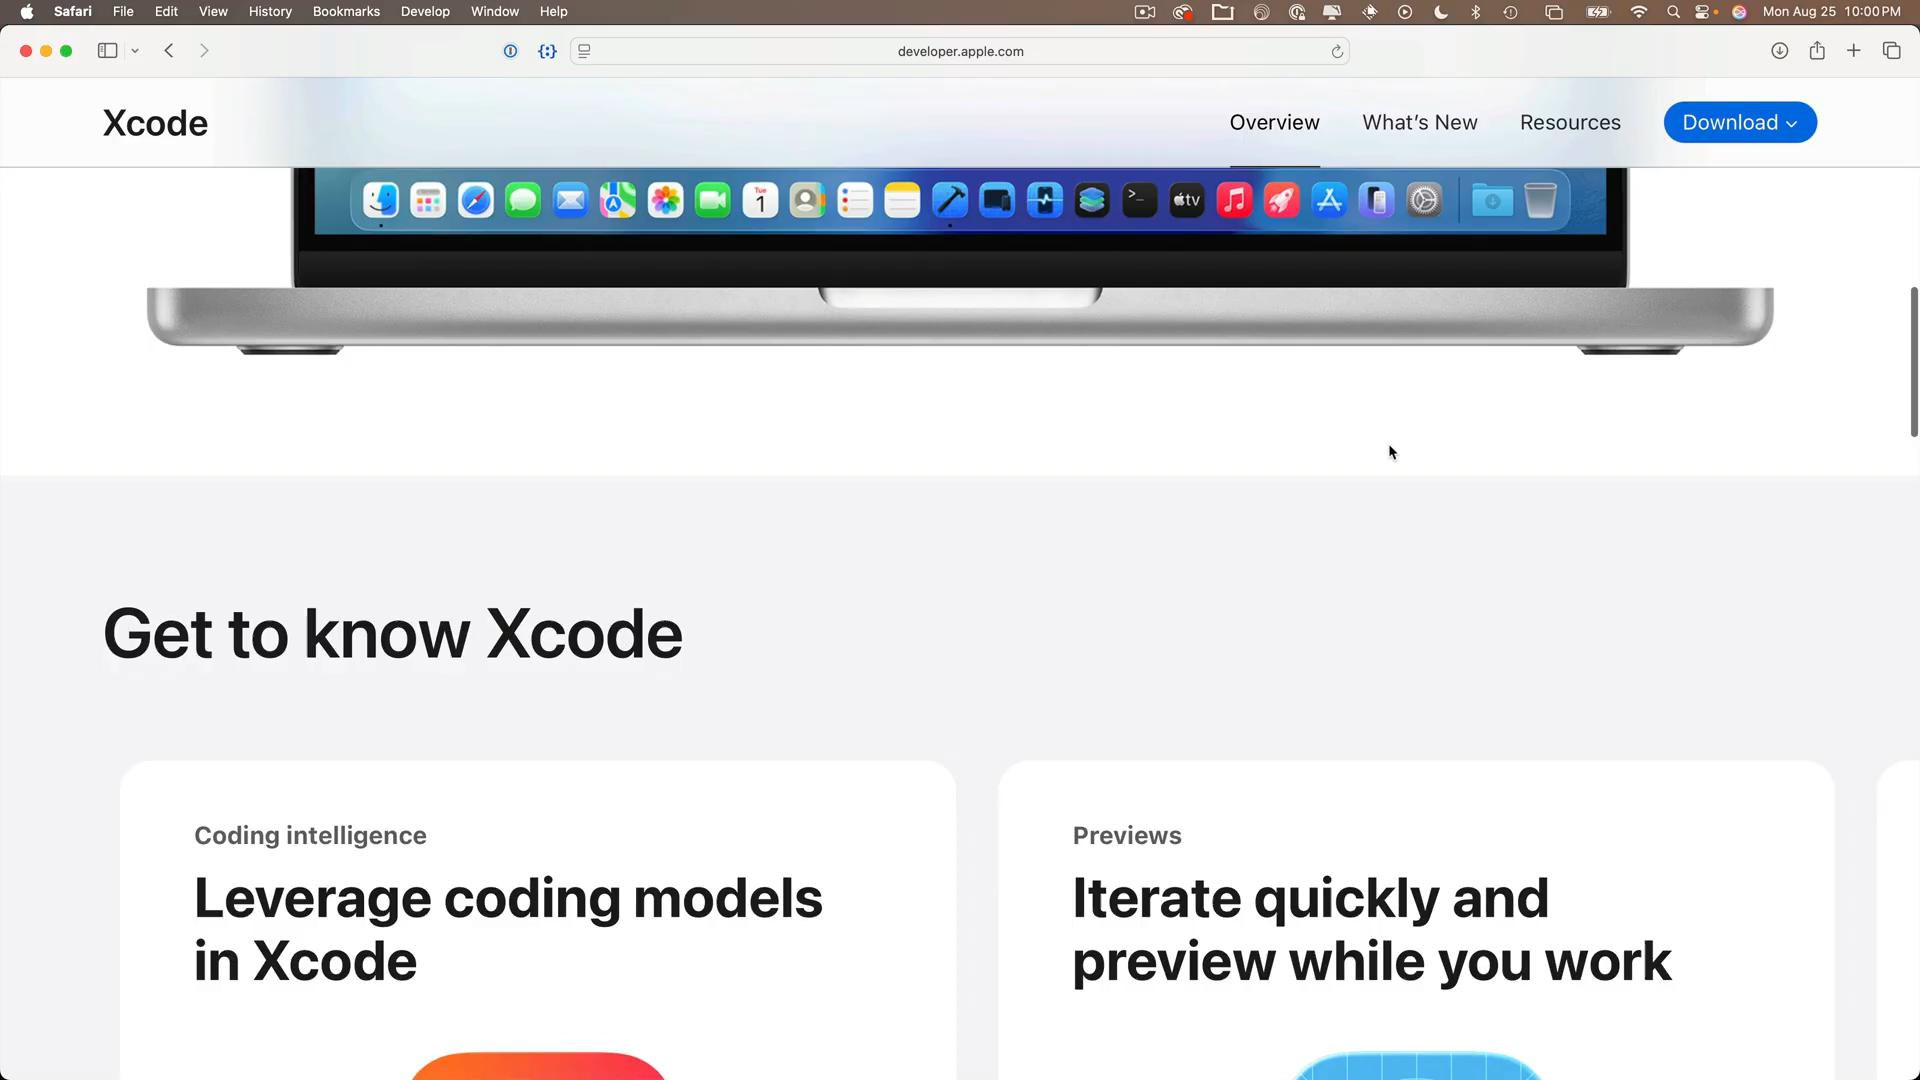 Safari File Edit View History Bookmarks Develop Window Help Mon Aug 25 10:00 PM
developer.apple.com
Xcode Overview What’s New Resources Download
Tue
1
tv
Get to know Xcode
Coding intelligence
Leverage coding models
in Xcode
Previews
Iterate quickly and
preview while you work